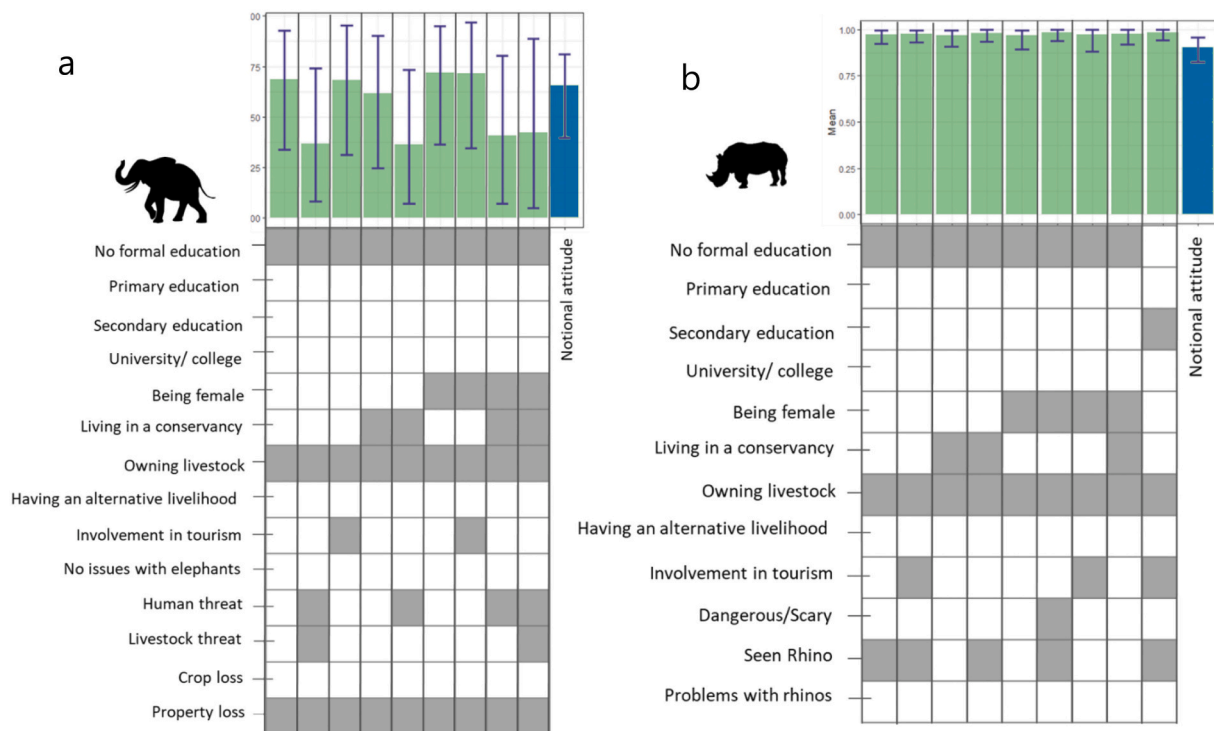 a
00
75
50
25
00
No formal education
Primary education
Secondary education
University/ college
Being female
Living in a conservancy
Owning livestock
Having an alternative livelihood
Involvement in tourism
No issues with elephants
Human threat
Livestock threat
Crop loss
Property loss
Notional attitude
b
Mean
1.00
0.75
0.50
0.25
0.00
No formal education
Primary education
Secondary education
University/ college
Being female
Living in a conservancy
Owning livestock
Having an alternative livelihood
Involvement in tourism
Dangerous/Scary
Seen Rhino
Problems with rhinos
Notional attitude